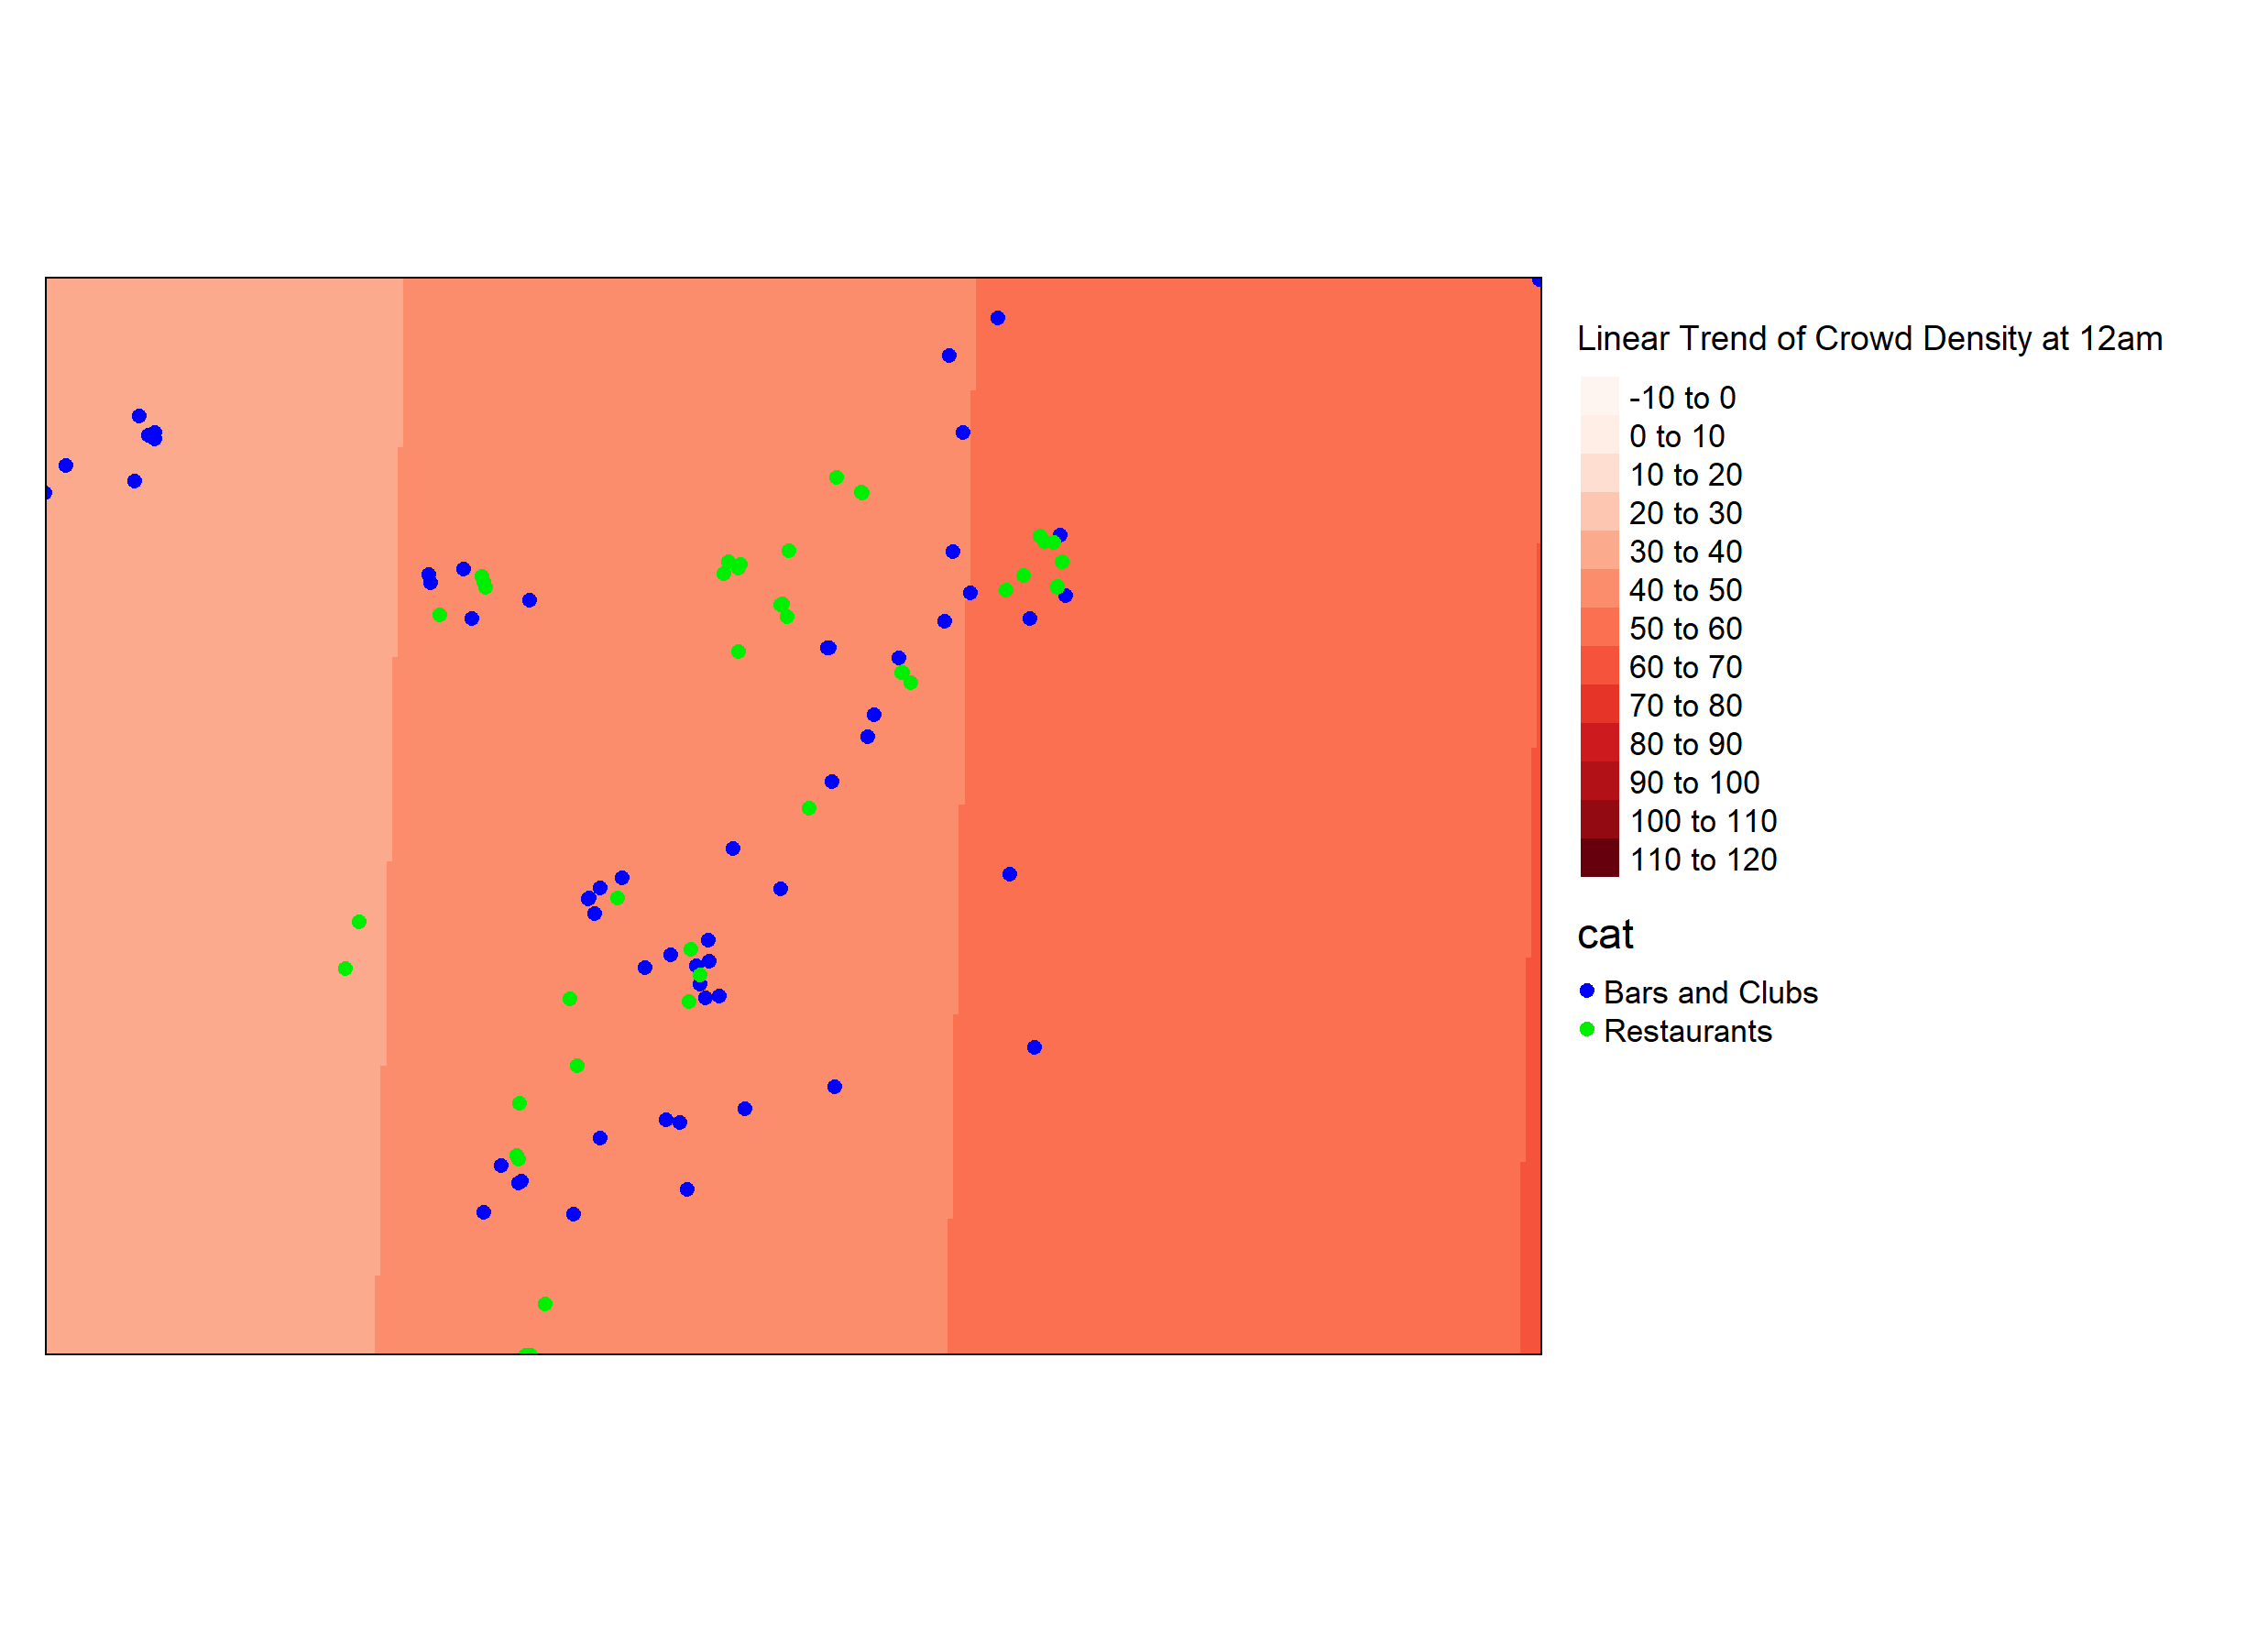 Linear Trend of Crowd Density at 12am
-10 to 0
0 to 10
10 to 20
20 to 30
30 to 40
40 to 50
50 to 60
60 to 70
70 to 80
80 to 90
90 to 100
100 to 110
110 to 120
cat
Bars and Clubs
Restaurants